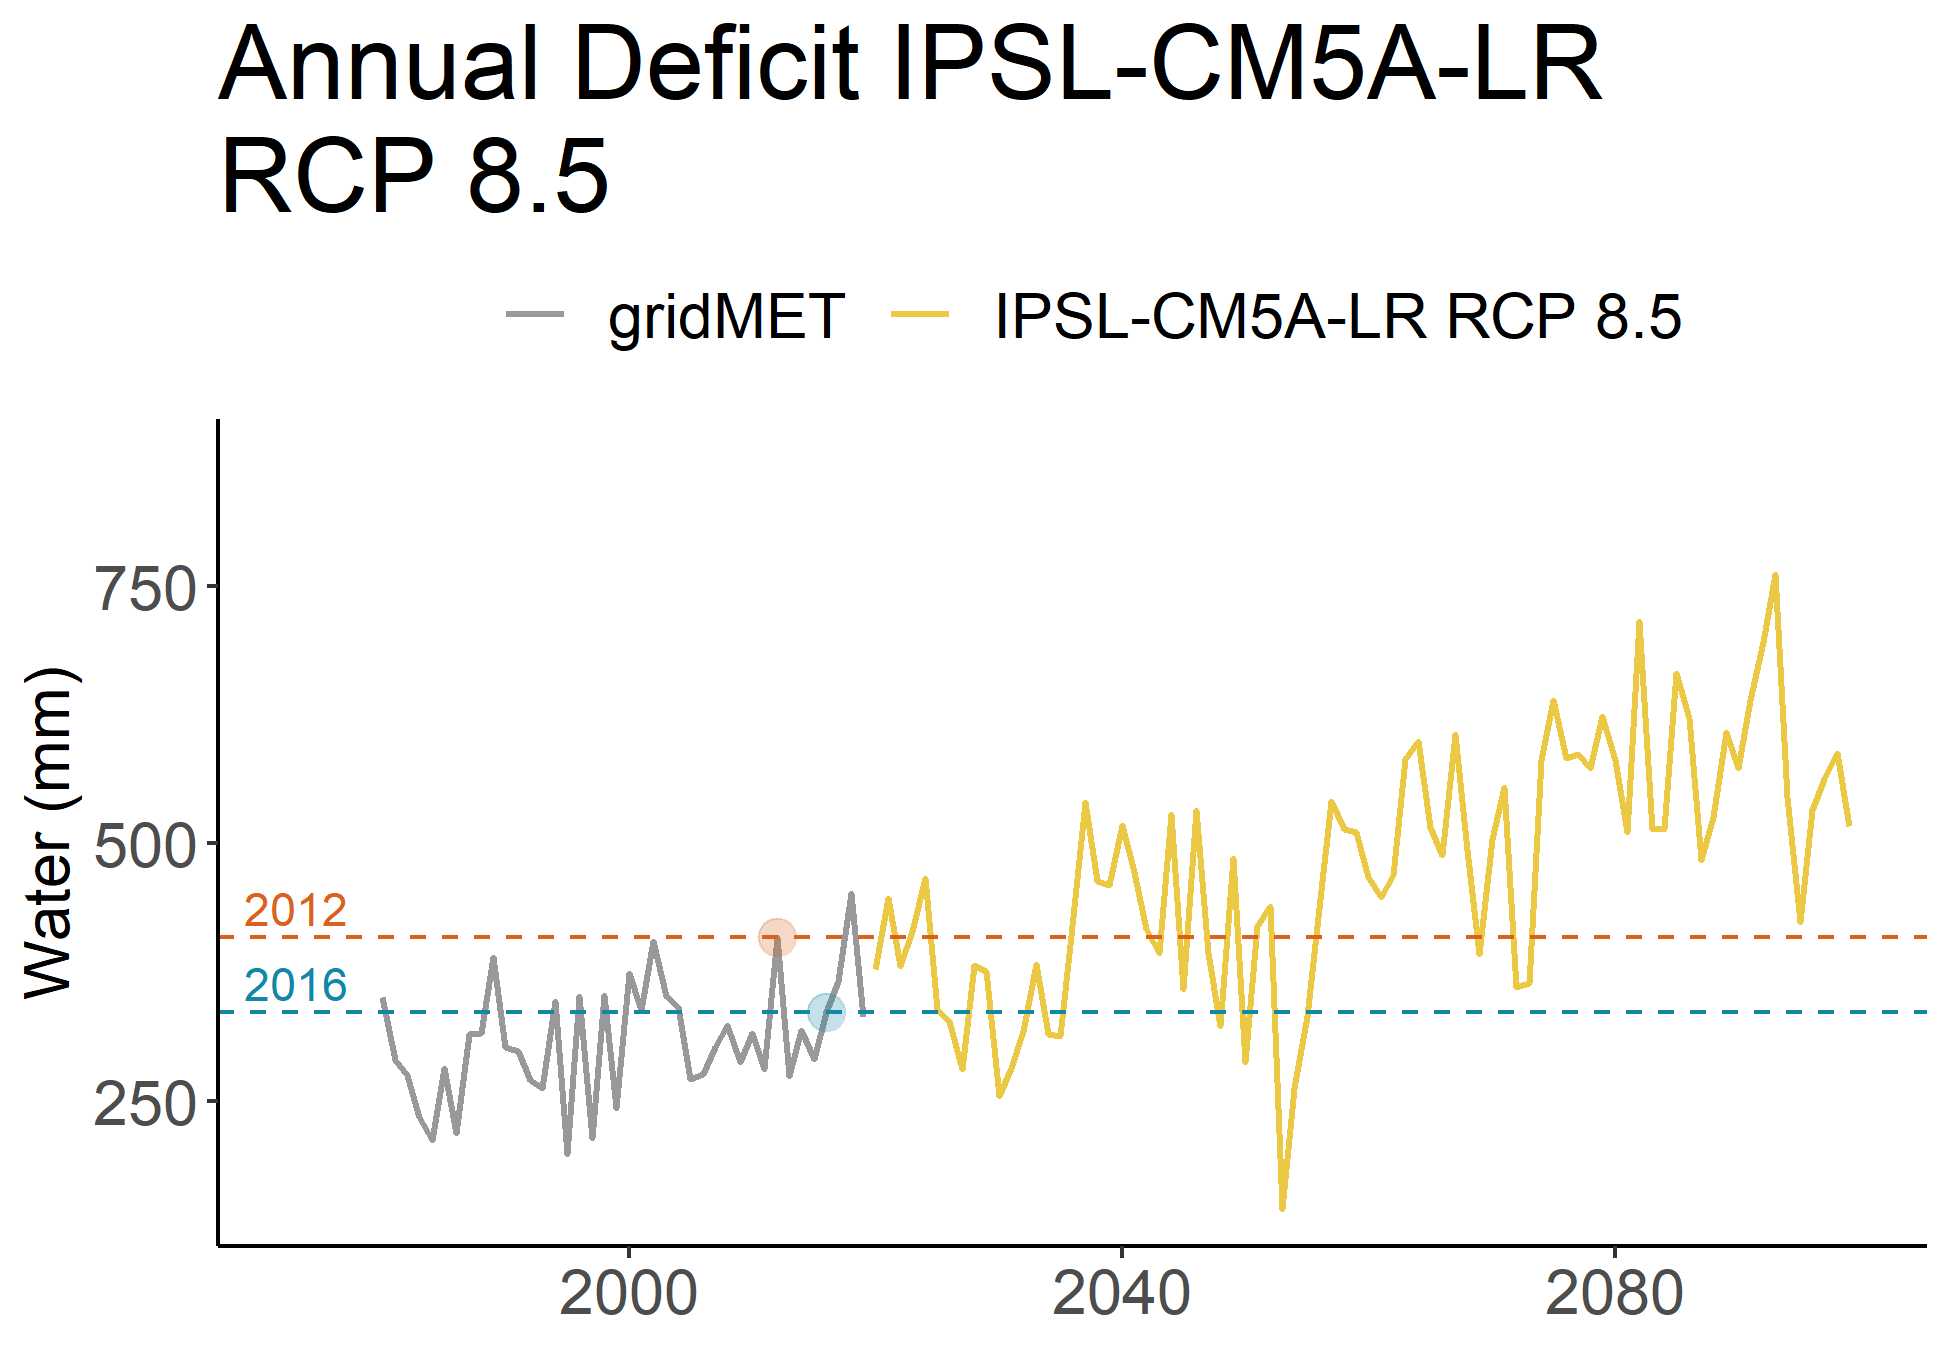 Annual Deficit IPSL-CM5A-LR
RCP 8.5
gridMET IPSL-CM5A-LR RCP 8.5
Water (mm)
750
500
250
2012
2016
2000 2040 2080